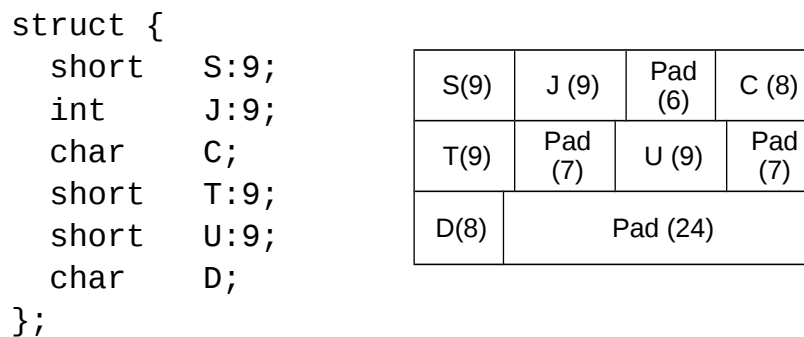 struct {
short S:9;
int J:9;
char C;
short T:9;
short U:9;
char D;
};
S(9) J (9) Pad (6) C (8)
T(9) Pad (7) U (9) Pad (7)
D(8) Pad (24)